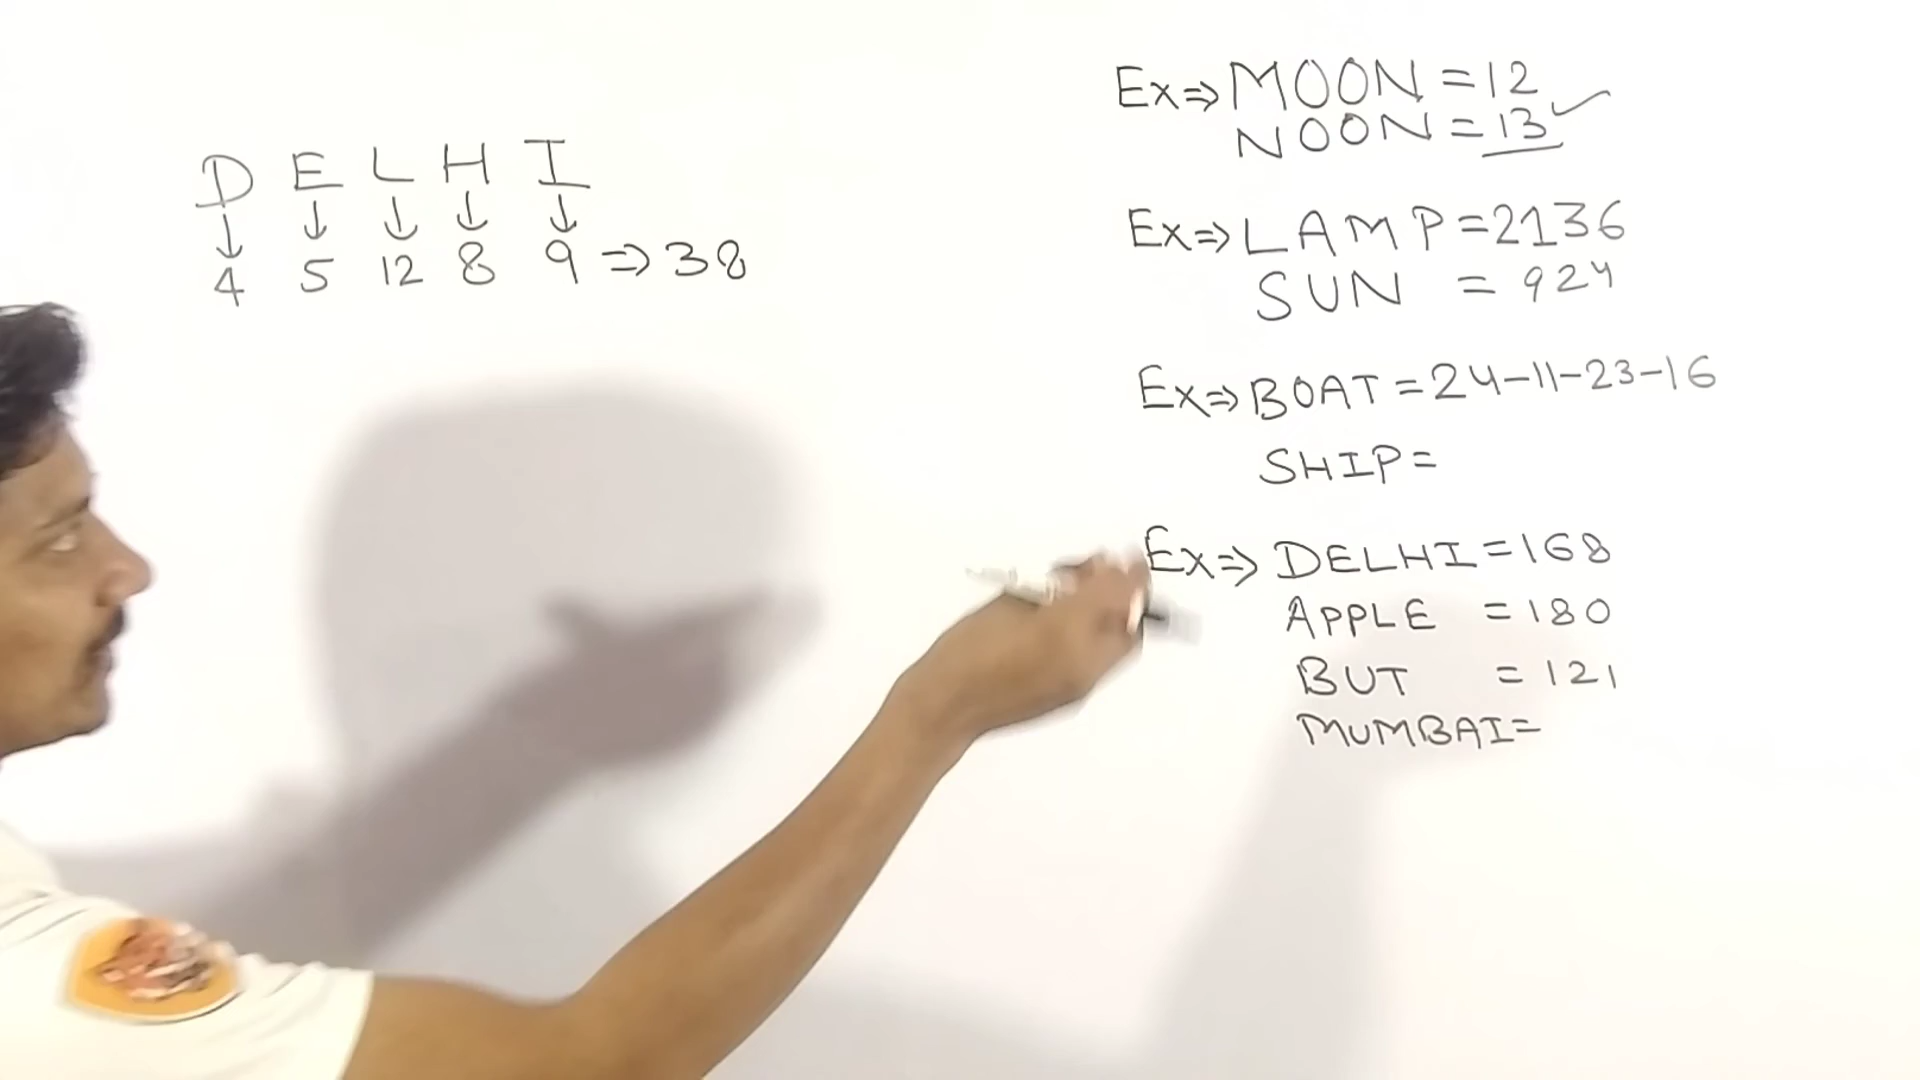 D E L H I
↓ ↓ ↓ ↓ ↓
4 5 12 8 9 ⇒ 38
Ex⇒ MOON = 12
NOON = 13 ✓
Ex⇒ LAMP = 2136
SUN = 924
Ex⇒ BOAT = 24-11-23-16
SHIP =
Ex⇒ DELHI = 168
APPLE = 180
BUT = 121
MUMBAI =